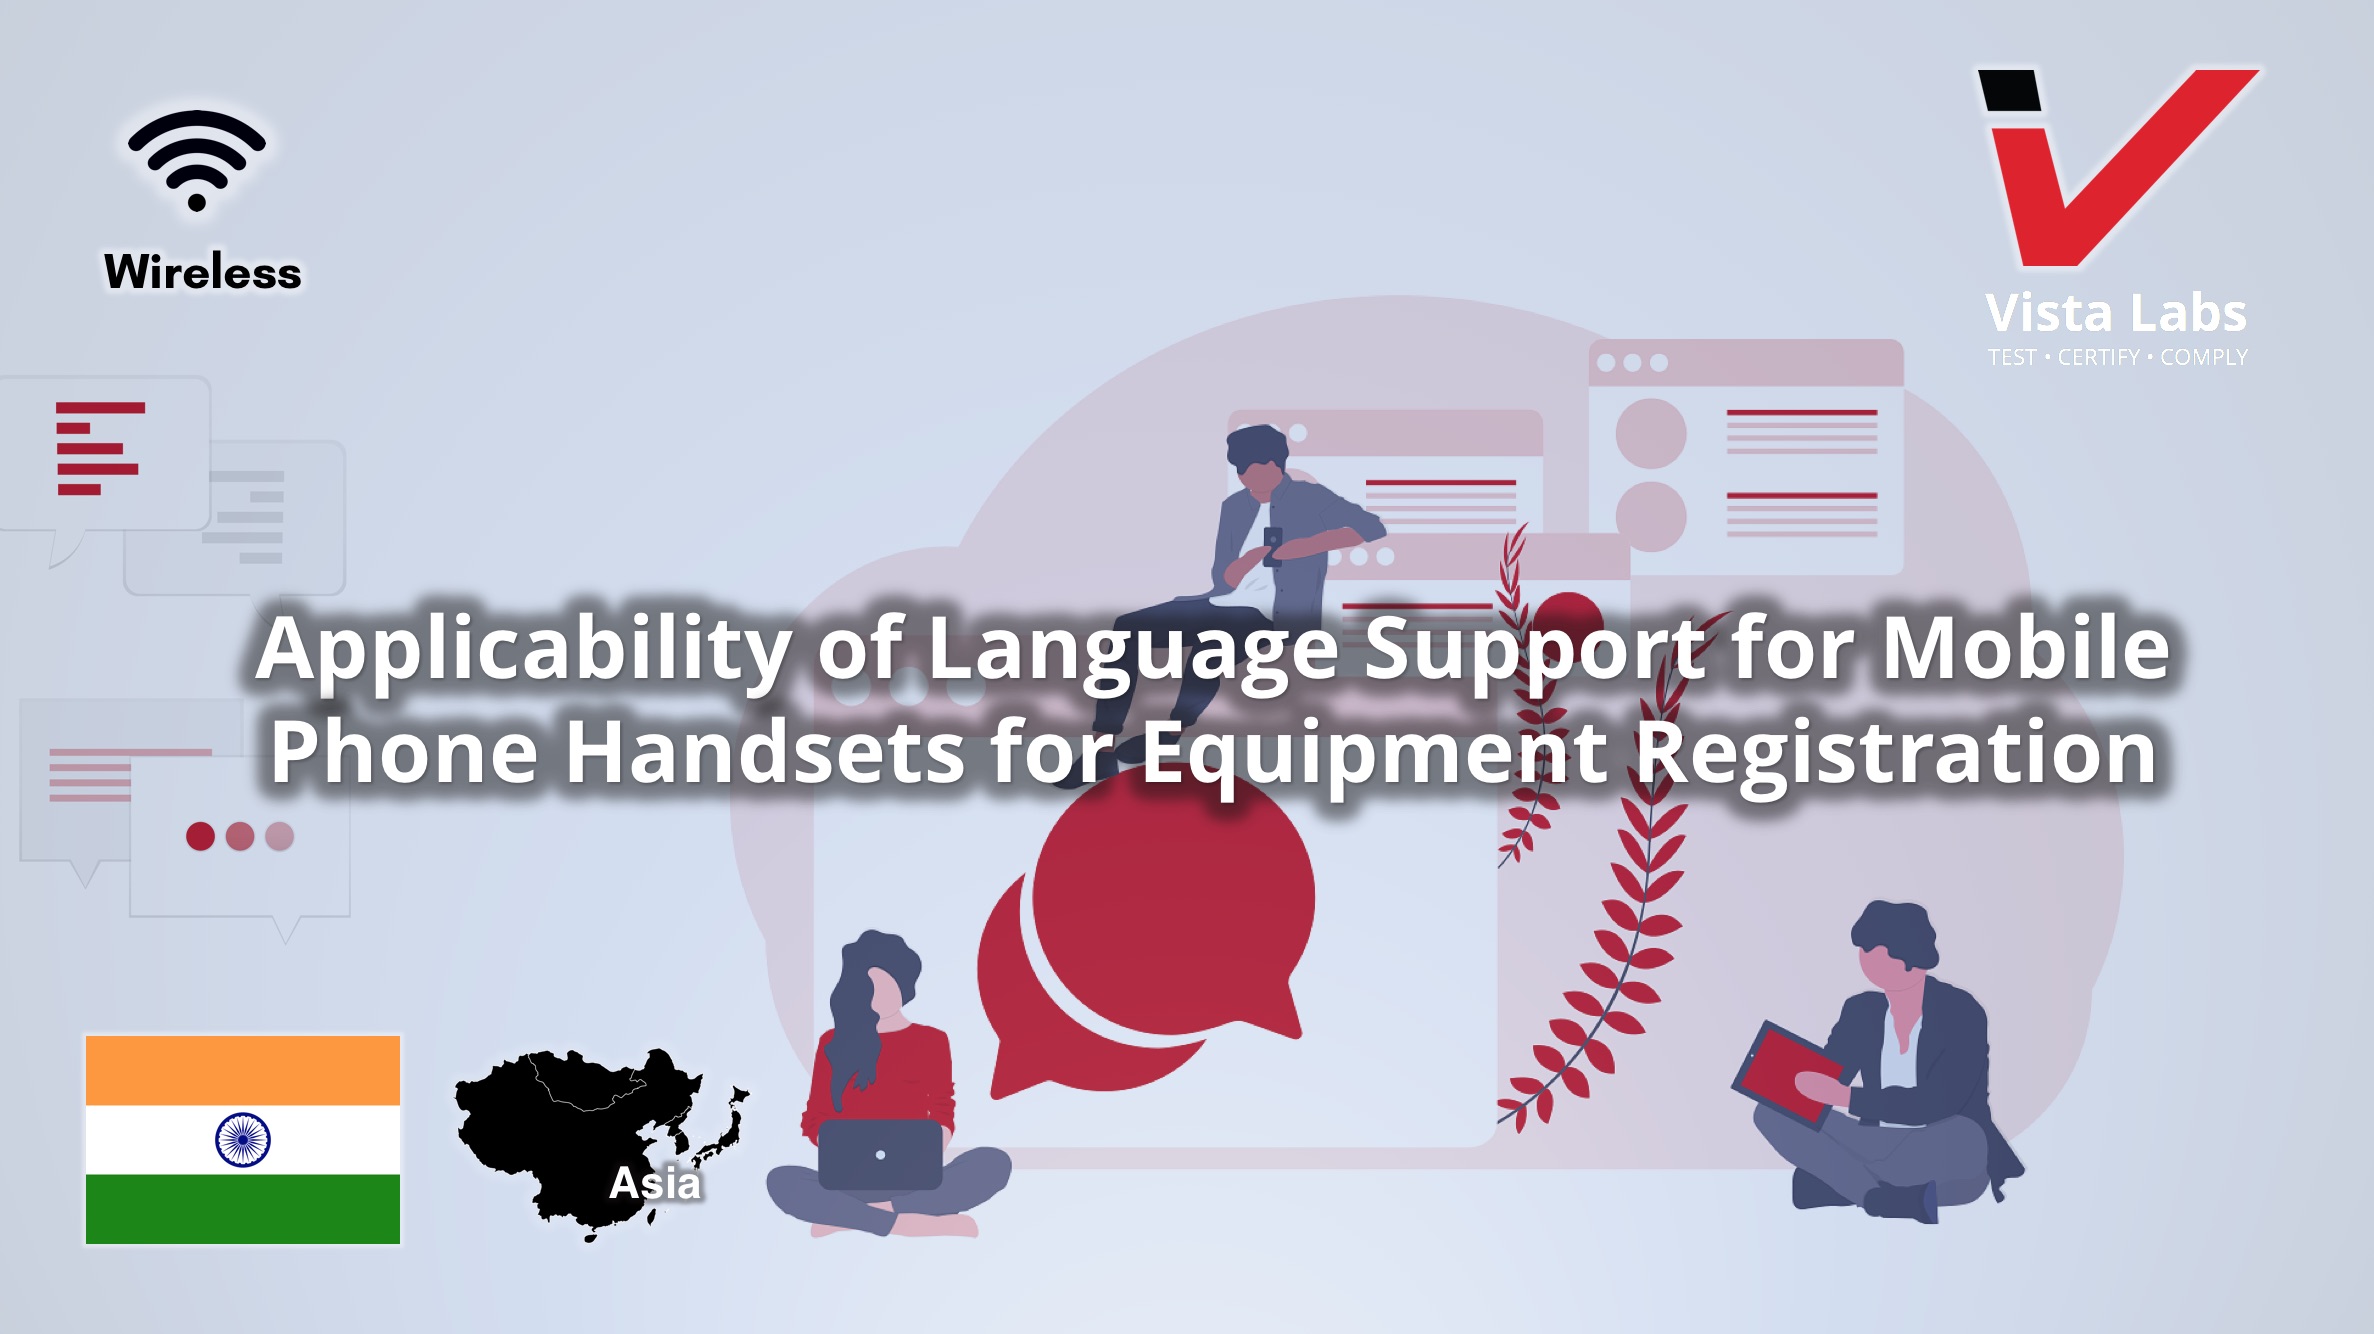 Wireless
Vista Labs
TEST • CERTIFY • COMPLY
Applicability of Language Support for Mobile
Phone Handsets for Equipment Registration
Asia